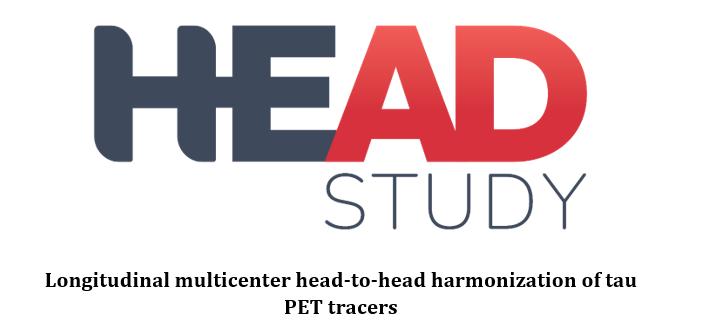 HEAD
STUDY
Longitudinal multicenter head-to-head harmonization of tau
PET tracers